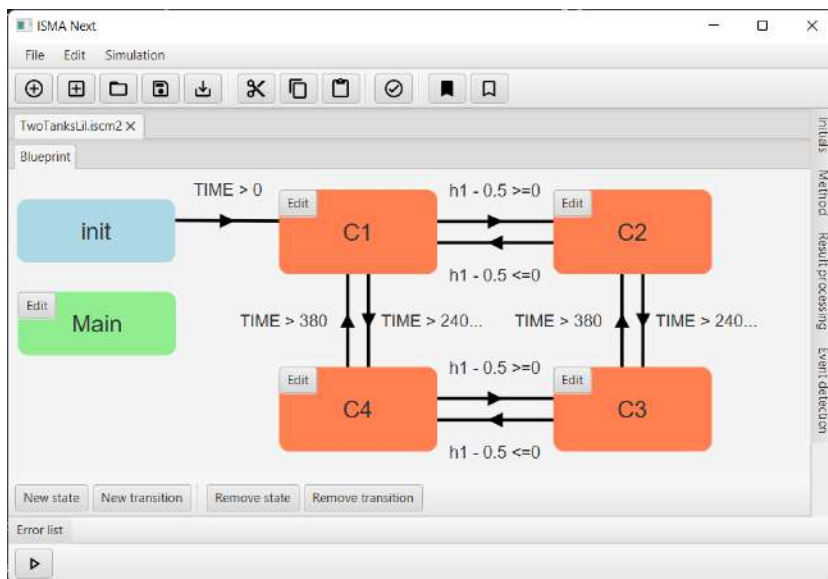 ISMA Next
File Edit Simulation
TwoTanksLil.iscm2
Blueprint
TIME > 0
h1 - 0.5 >=0
Edit
Edit
init
C1
C2
h1 - 0.5 <=0
Edit
Main
TIME > 380
TIME > 240...
TIME > 380
TIME > 240...
h1 - 0.5 >=0
Edit
Edit
C4
C3
h1 - 0.5 <=0
Initials
Method
Result processing
Event detection
New state New transition Remove state Remove transition
Error list